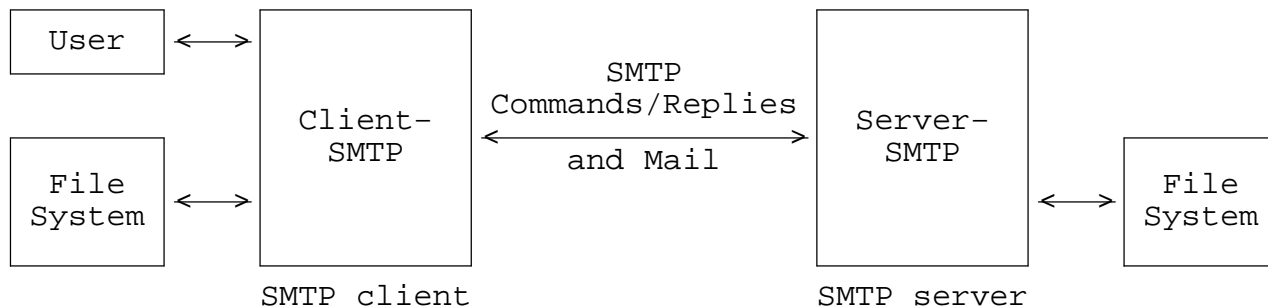 User
File
System
Client-
SMTP
SMTP client
SMTP
Commands/Replies
and Mail
Server-
SMTP
SMTP server
File
System